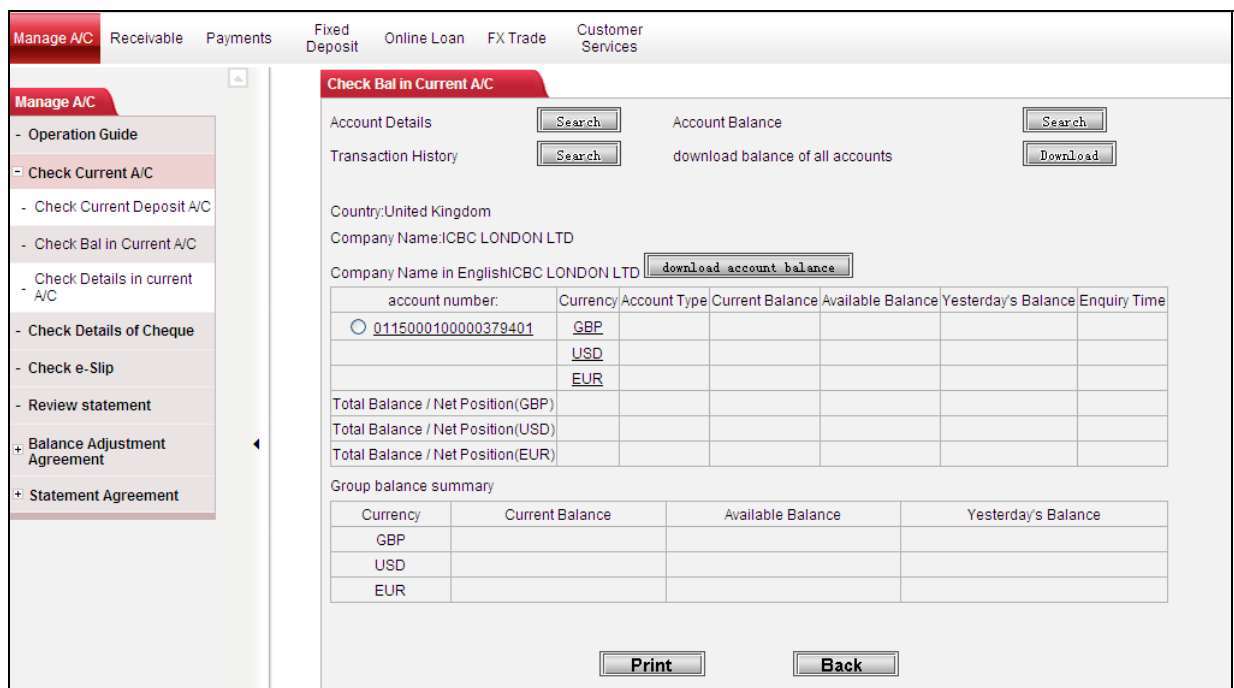 Manage A/C Receivable Payments Fixed Deposit Online Loan FX Trade Customer Services
Manage A/C
- Operation Guide
- Check Current A/C
- Check Current Deposit A/C
- Check Bal in Current A/C
- Check Details in current A/C
- Check Details of Cheque
- Check e-Slip
- Review statement
+ Balance Adjustment Agreement
+ Statement Agreement
Check Bal in Current A/C
Account Details Search Account Balance Search
Transaction History Search download balance of all accounts Download
Country:United Kingdom
Company Name:ICBC LONDON LTD
Company Name in EnglishICBC LONDON LTD download account balance
account number: Currency Account Type Current Balance Available Balance Yesterday's Balance Enquiry Time
0115000100000379401 GBP
USD
EUR
Total Balance / Net Position(GBP)
Total Balance / Net Position(USD)
Total Balance / Net Position(EUR)
Group balance summary
Currency Current Balance Available Balance Yesterday's Balance
GBP
USD
EUR
Print Back